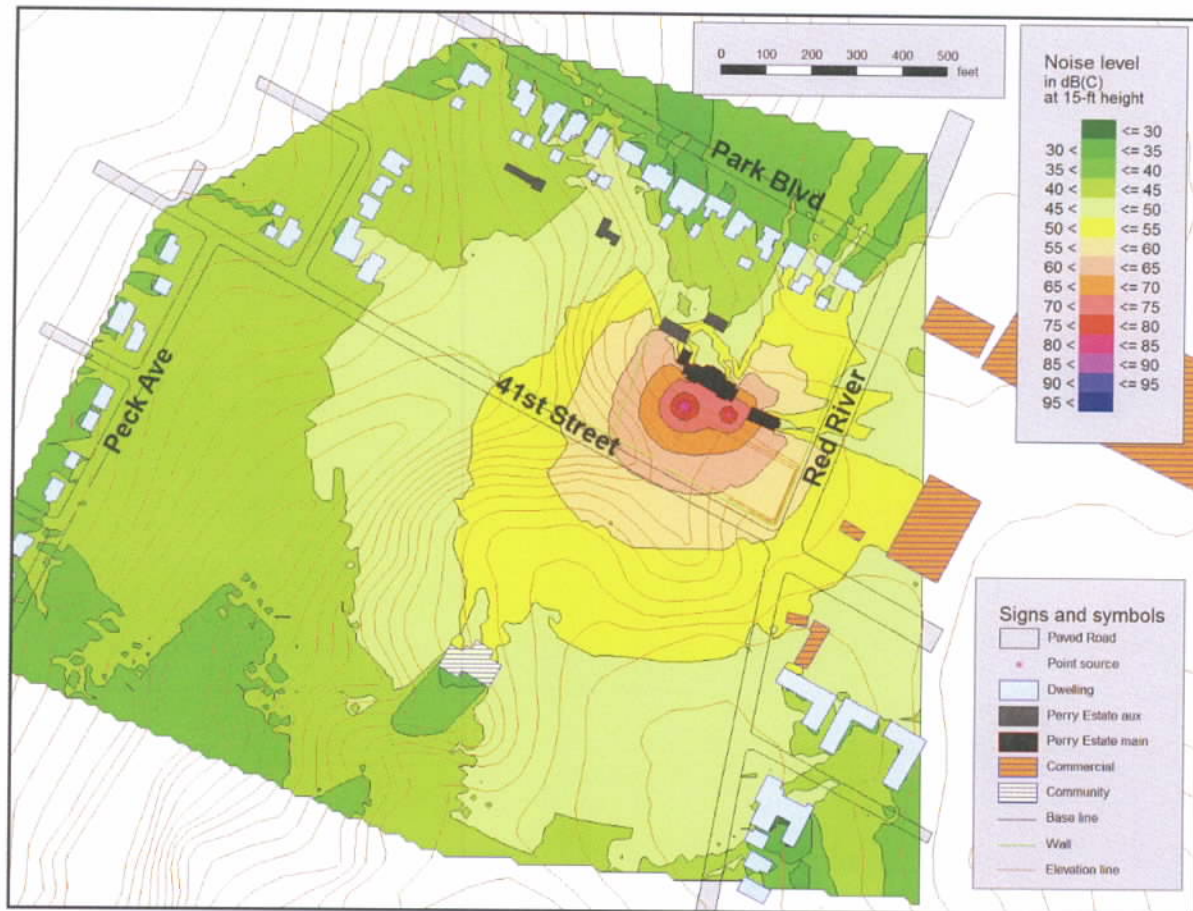 0 100 200 300 400 500
feet
Noise level
in dB(C)
at 15-ft height
<= 30
30 < <= 35
35 < <= 40
40 < <= 45
45 < <= 50
50 < <= 55
55 < <= 60
60 < <= 65
65 < <= 70
70 < <= 75
75 < <= 80
80 < <= 85
85 < <= 90
90 < <= 95
95 <
Park Blvd
Peck Ave
41st Street
Red River
Signs and symbols
Paved Road
Point source
Dwelling
Perry Estate aux
Perry Estate main
Commercial
Community
Base line
Wall
Elevation line